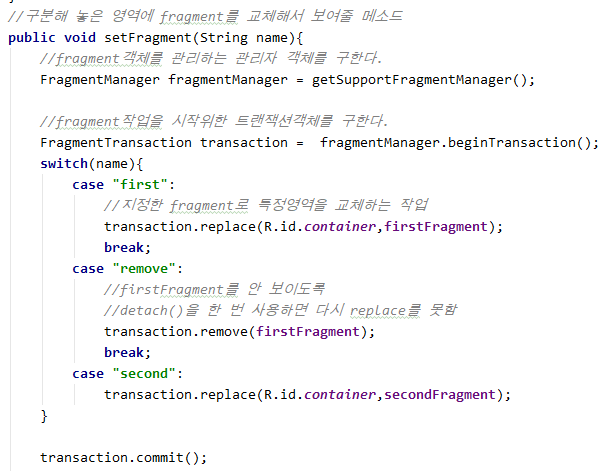 }
//구분해 놓은 영역에 fragment를 교체해서 보여줄 메소드
public void setFragment(String name){
//fragment객체를 관리하는 관리자 객체를 구한다.
FragmentManager fragmentManager = getSupportFragmentManager();
//fragment작업을 시작위한 트랜잭션객체를 구한다.
FragmentTransaction transaction =  fragmentManager.beginTransaction();
switch(name){
case "first":
//지정한 fragment로 특정영역을 교체하는 작업
transaction.replace(R.id.container,firstFragment);
break;
case "remove":
//firstFragment를 안 보이도록
//detach()을 한 번 사용하면 다시 replace를 못함
transaction.remove(firstFragment);
break;
case "second":
transaction.replace(R.id.container,secondFragment);
}
transaction.commit();